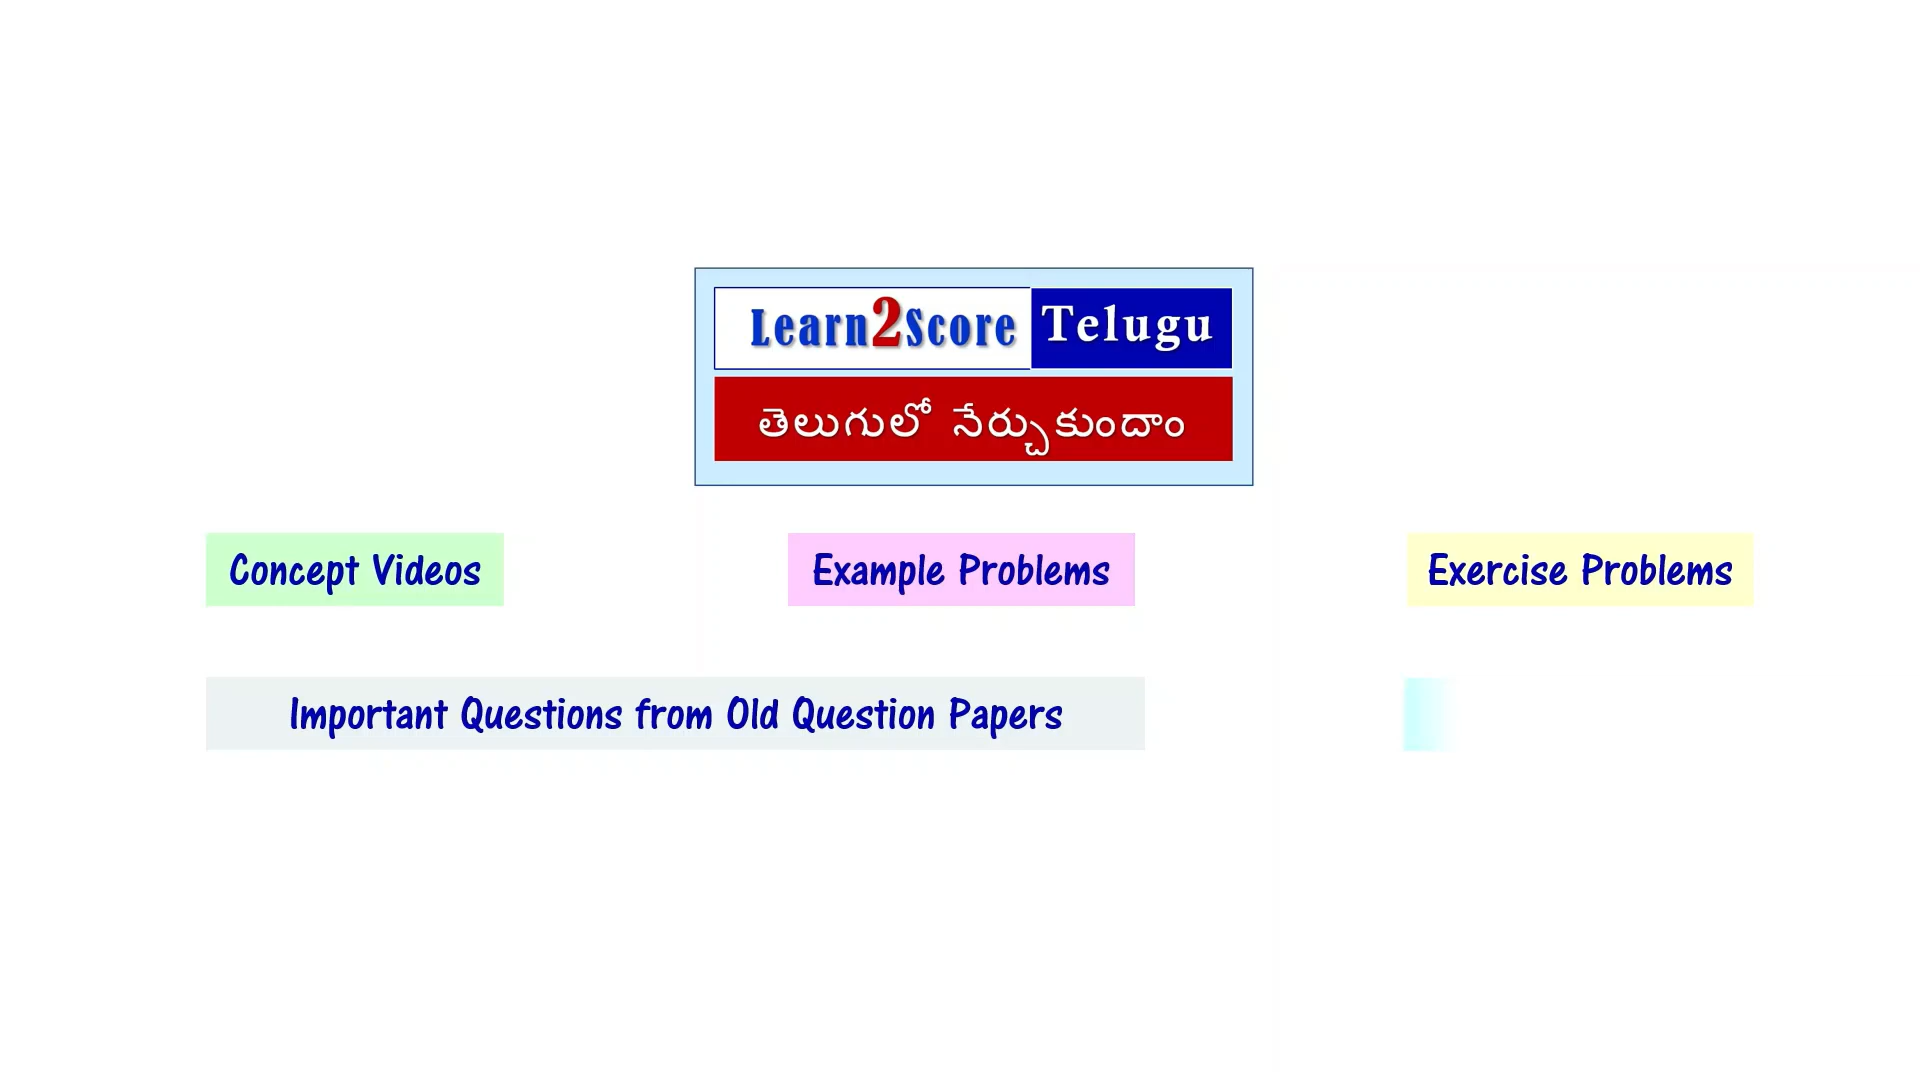 Learn2Score Telugu
తెలుగులో నేర్చుకుందాం
Concept Videos
Example Problems
Exercise Problems
Important Questions from Old Question Papers